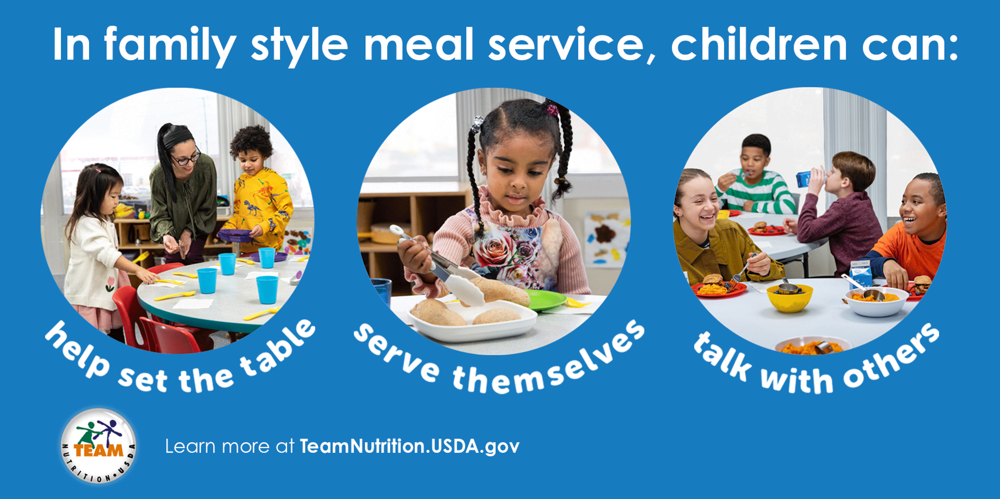 In family style meal service, children can:
help set the table
serve themselves
talk with others
TEAM
NUTRITION • USDA
Learn more at TeamNutrition.USDA.gov